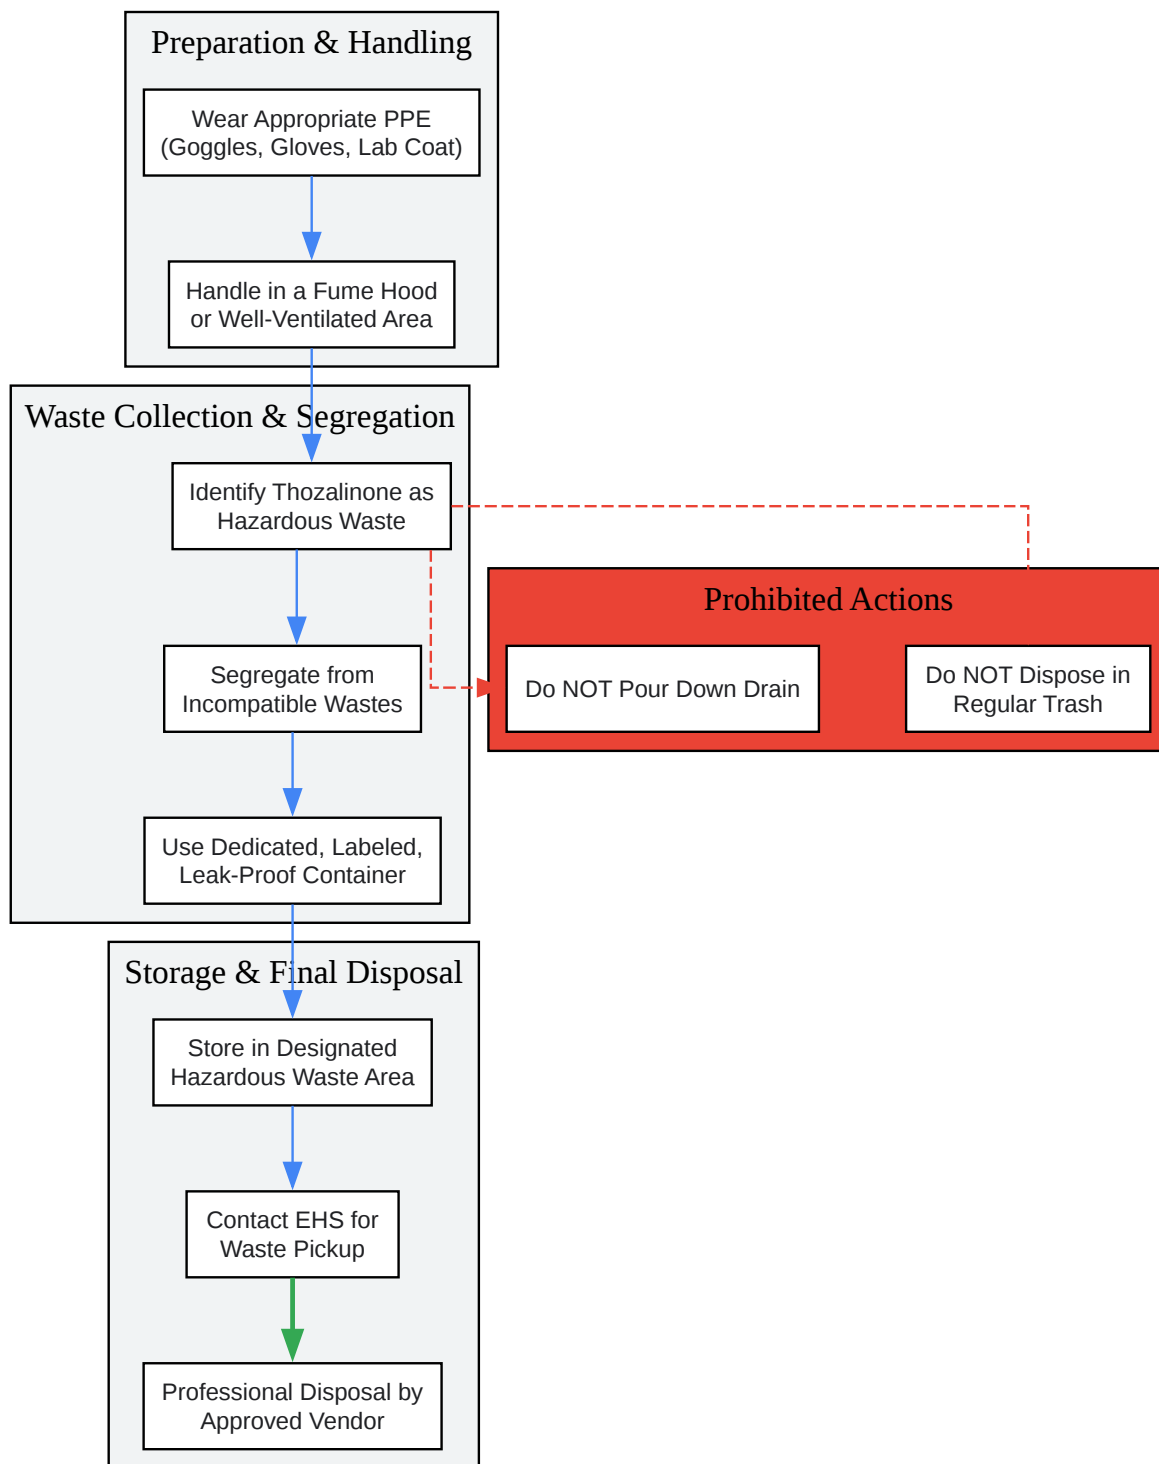 Preparation & Handling
Wear Appropriate PPE
(Goggles, Gloves, Lab Coat)
Handle in a Fume Hood
or Well-Ventilated Area
Waste Collection & Segregation
Identify Thozalinone as
Hazardous Waste
Segregate from
Incompatible Wastes
Use Dedicated, Labeled,
Leak-Proof Container
Prohibited Actions
Do NOT Pour Down Drain
Do NOT Dispose in
Regular Trash
Storage & Final Disposal
Store in Designated
Hazardous Waste Area
Contact EHS for
Waste Pickup
Professional Disposal by
Approved Vendor